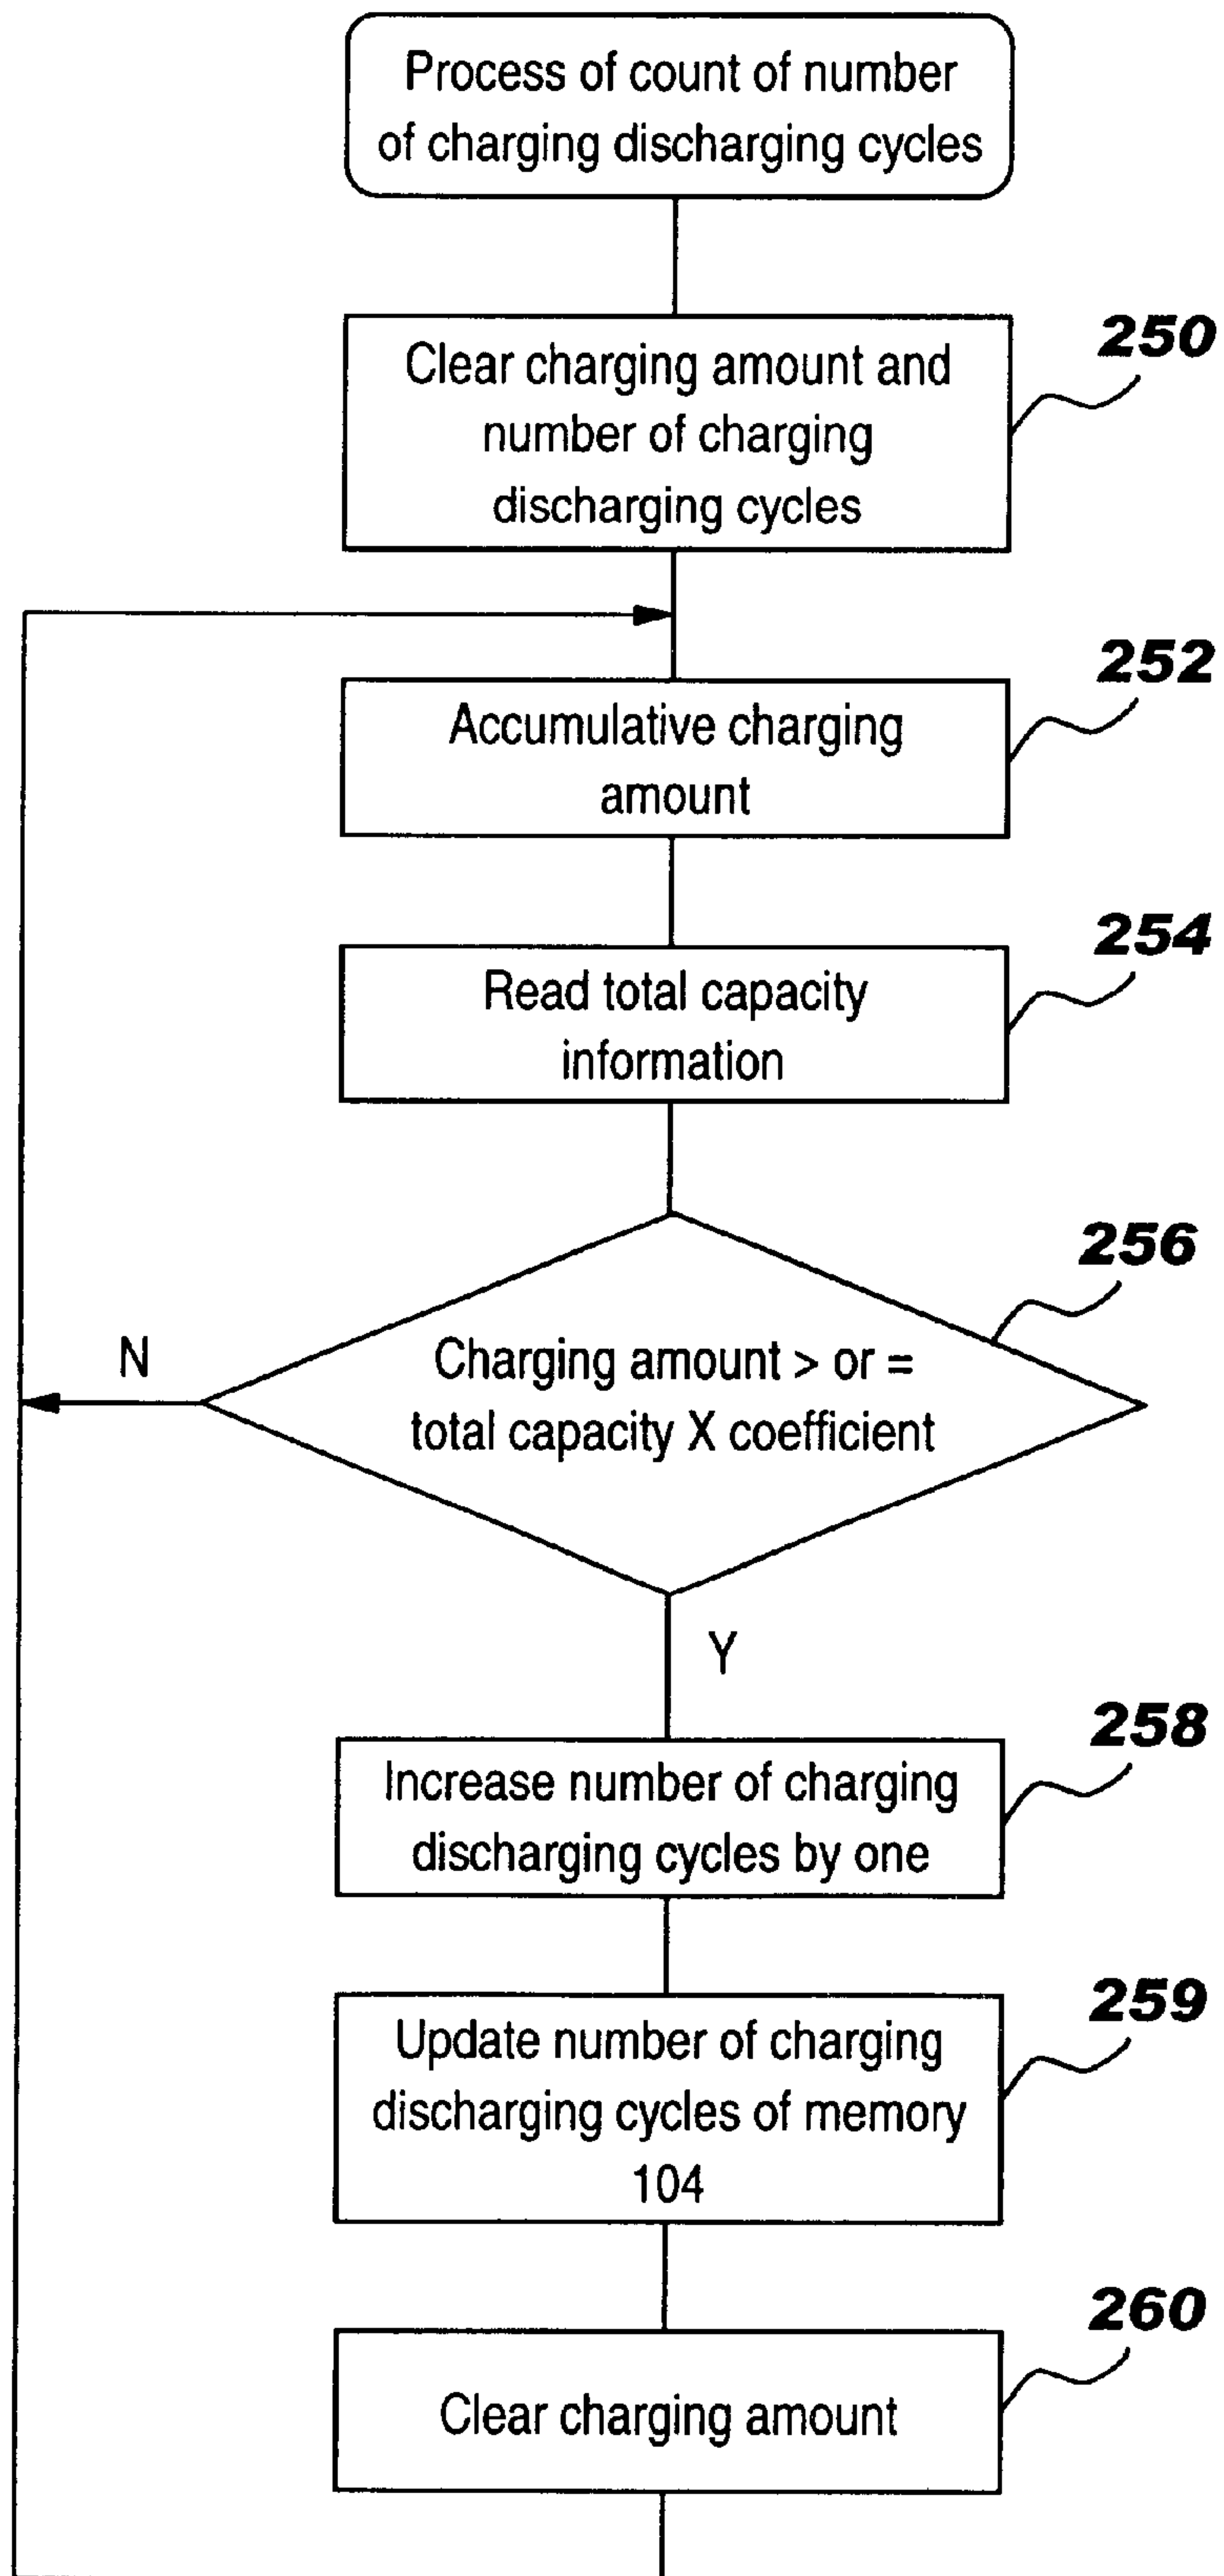 Process of count of number
of charging discharging cycles
250
Clear charging amount and
number of charging
discharging cycles
252
Accumulative charging
amount
254
Read total capacity
information
256
N
Charging amount > or =
total capacity X coefficient
Y
258
Increase number of charging
discharging cycles by one
259
Update number of charging
discharging cycles of memory
104
260
Clear charging amount